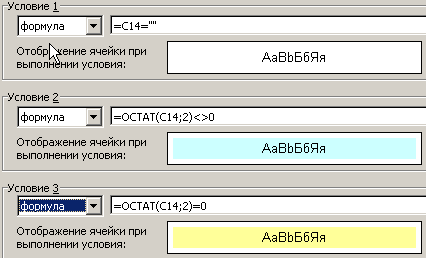 Условие 1
формула =C14=""
Отображение ячейки при
выполнении условия:
АаВbБбЯя
Условие 2
формула =ОСТАТ(C14;2)<>0
Отображение ячейки при
выполнении условия:
АаВbБбЯя
Условие 3
формула =ОСТАТ(C14;2)=0
Отображение ячейки при
выполнении условия:
АаВbБбЯя